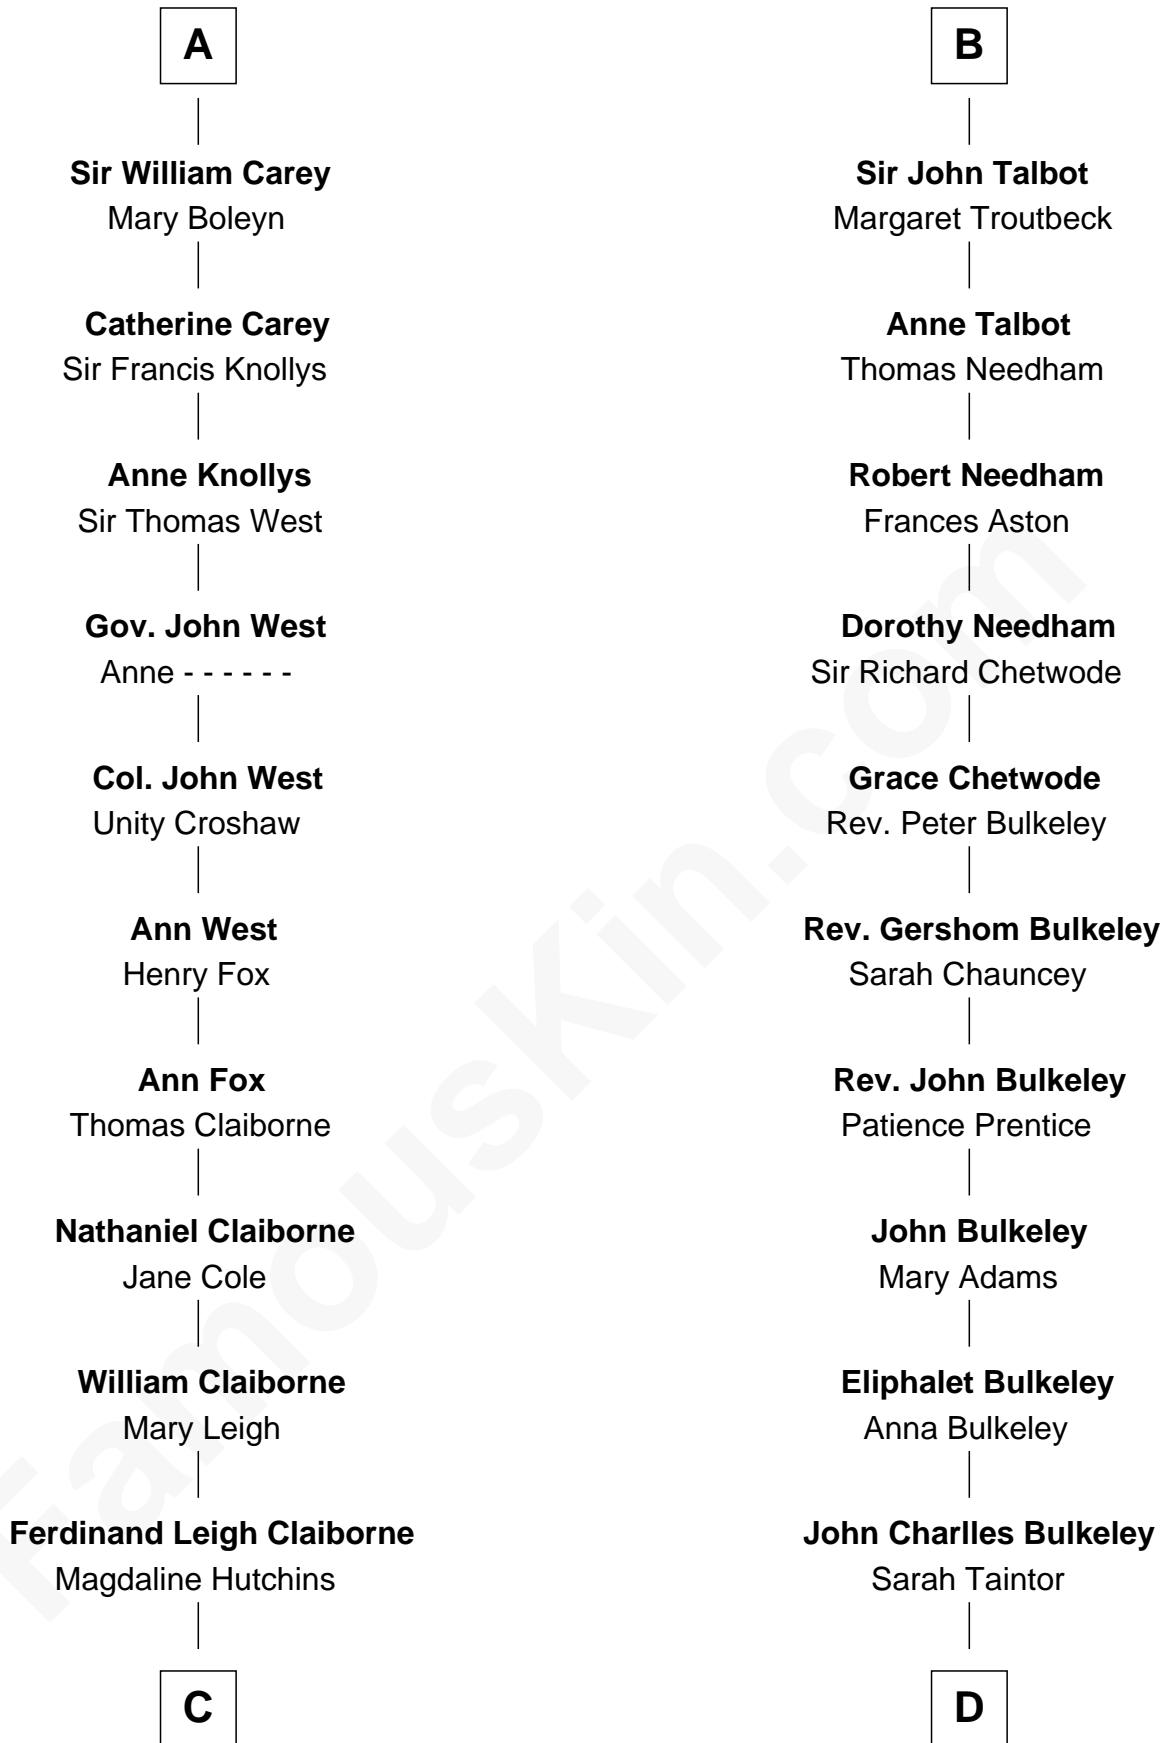 A
Sir William Carey
Mary Boleyn
Catherine Carey
Sir Francis Knollys
Anne Knollys
Sir Thomas West
Gov. John West
Anne - - - - - -
Col. John West
Unity Croshaw
Ann West
Henry Fox
Ann Fox
Thomas Claiborne
Nathaniel Claiborne
Jane Cole
William Claiborne
Mary Leigh
Ferdinand Leigh Claiborne
Magdaline Hutchins
C
B
Sir John Talbot
Margaret Troutbeck
Anne Talbot
Thomas Needham
Robert Needham
Frances Aston
Dorothy Needham
Sir Richard Chetwode
Grace Chetwode
Rev. Peter Bulkeley
Rev. Gershom Bulkeley
Sarah Chauncey
Rev. John Bulkeley
Patience Prentice
John Bulkeley
Mary Adams
Eliphalet Bulkeley
Anna Bulkeley
John Charlles Bulkeley
Sarah Taintor
D
FamousKin.com